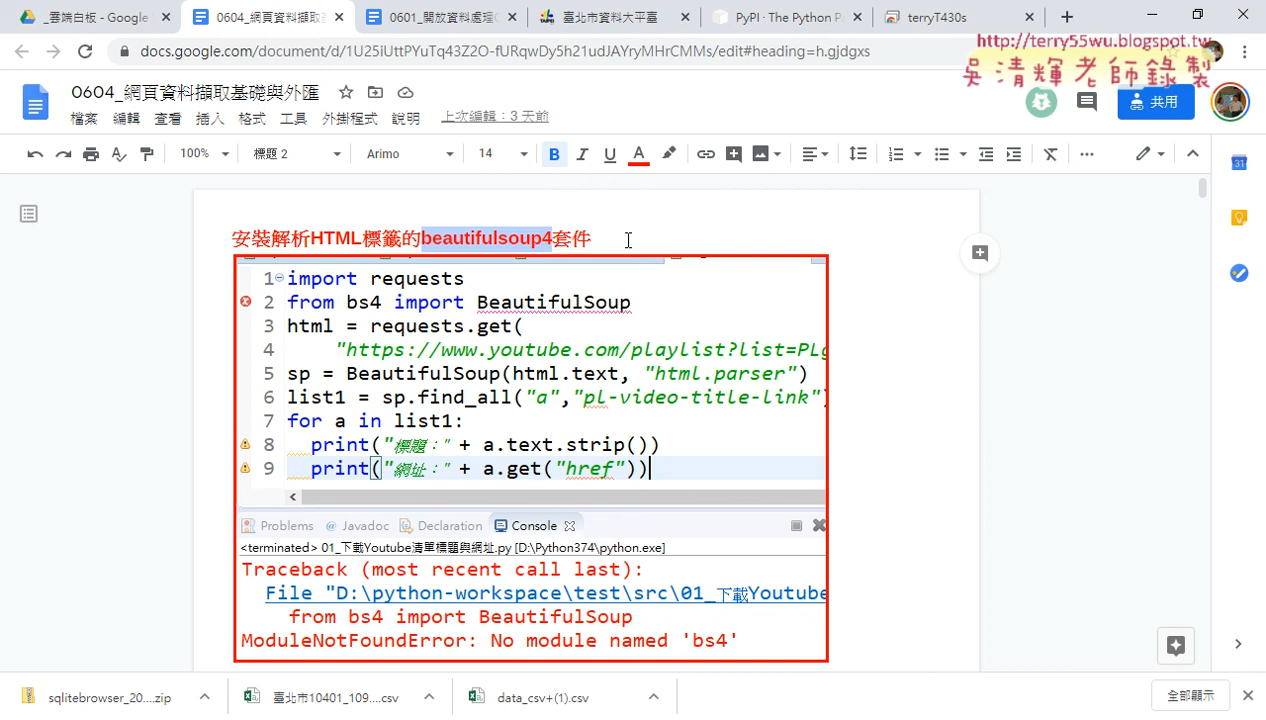 _雲端白板 - Google
0604_網頁資料擷取基
0601_開放資料處理
臺北市資料大平臺
PyPI · The Python Pa
terryT430s
docs.google.com/document/d/1U25iUttPYuTq43Z2O-fURqwDy5h21udJAYryMHrCMMs/edit#heading=h.gjdgxs
http://terry55wu.blogspot.tw
吳清輝老師錄製
0604_網頁資料擷取基礎與外匯
檔案 編輯 查看 插入 格式 工具 外掛程式 說明 上次編輯：3 天前
共用
100% 標題 2 Arimo 14 B I U A
安裝解析HTML標籤的beautifulsoup4套件
1 import requests
2 from bs4 import BeautifulSoup
3 html = requests.get(
4 "https://www.youtube.com/playlist?list=PLg
5 sp = BeautifulSoup(html.text, "html.parser")
6 list1 = sp.find_all("a","pl-video-title-link")
7 for a in list1:
8 print("標題：" + a.text.strip())
9 print("網址：" + a.get("href"))
Problems @ Javadoc Declaration Console
<terminated> 01_下載Youtube清單標題與網址.py [D:\Python374\python.exe]
Traceback (most recent call last):
File "D:\python-workspace\test\src\01_下載Youtube
from bs4 import BeautifulSoup
ModuleNotFoundError: No module named 'bs4'
sqlitebrowser_20....zip
臺北市10401_109....csv
data_csv+(1).csv
全部顯示